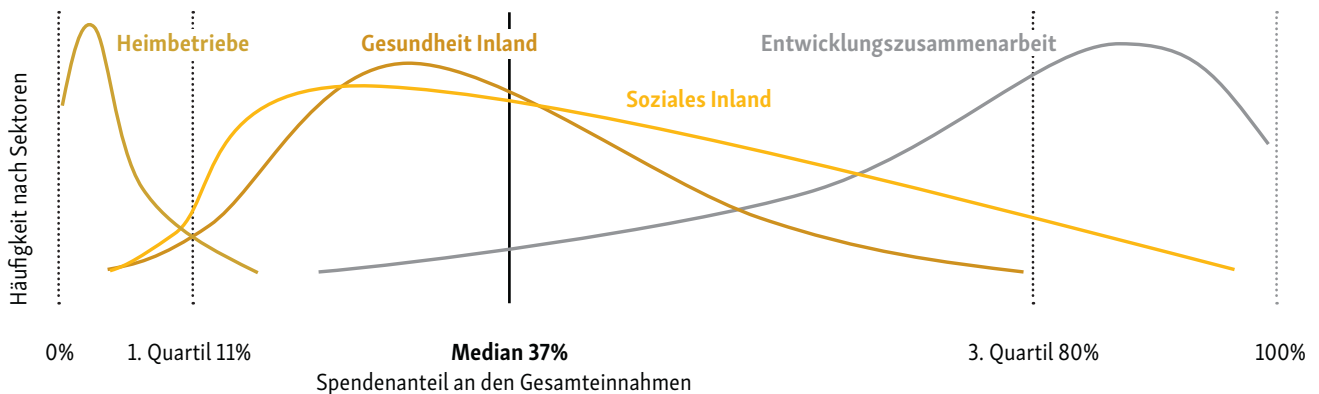 Heimbetriebe
Gesundheit Inland
Entwicklungszusammenarbeit
Soziales Inland
Häufigkeit nach Sektoren
0%
1. Quartil 11%
Median 37%
3. Quartil 80%
100%
Spendenanteil an den Gesamteinnahmen